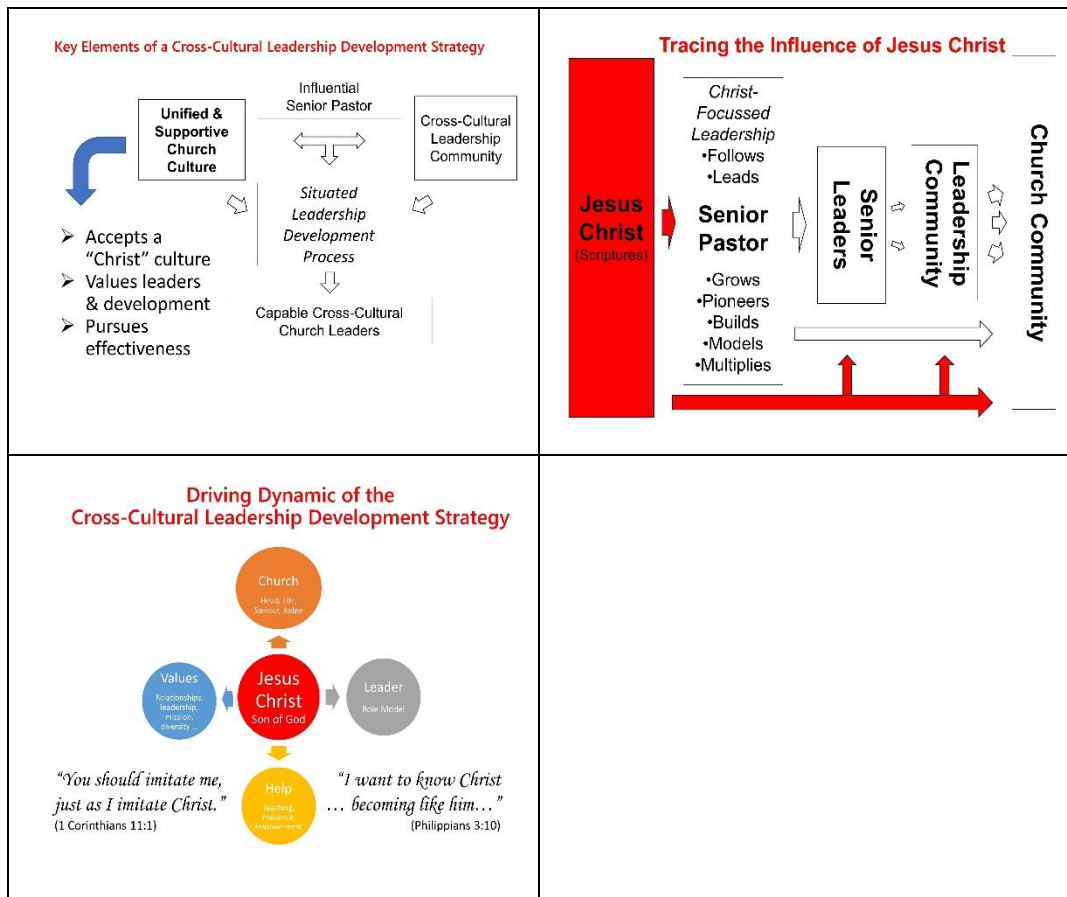 Key Elements of a Cross-Cultural Leadership Development Strategy
Influential
Senior Pastor
Unified &
Supportive
Church
Culture
Cross-Cultural
Leadership
Community
Situated
Leadership
Development
Process
➢ Accepts a
"Christ" culture
➢ Values leaders
& development
➢ Pursues
effectiveness
Capable Cross-Cultural
Church Leaders
Tracing the Influence of Jesus Christ
Jesus
Christ
(Scriptures)
Christ-
Focussed
Leadership
•Follows
•Leads
Senior
Pastor
•Grows
•Pioneers
•Builds
•Models
•Multiplies
Senior
Leaders
Leadership
Community
Church Community
Driving Dynamic of the
Cross-Cultural Leadership Development Strategy
Church
Head, Life,
Saviour, Judge
Values
Relationships,
leadership,
mission,
diversity ...
Jesus
Christ
Son of God
Leader
Role Model
Help
Teaching,
Presence,
Empowerment
"You should imitate me,
just as I imitate Christ."
(1 Corinthians 11:1)
"I want to know Christ
… becoming like him…"
(Philippians 3:10)